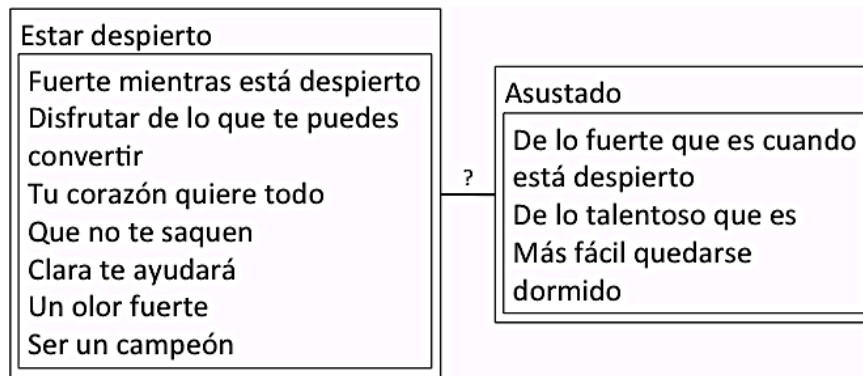 Estar despierto
Fuerte mientras está despierto
Disfrutar de lo que te puedes
convertir
Tu corazón quiere todo
Que no te saquen
Clara te ayudará
Un olor fuerte
Ser un campeón
?
Asustado
De lo fuerte que es cuando
está despierto
De lo talentoso que es
Más fácil quedarse
dormido